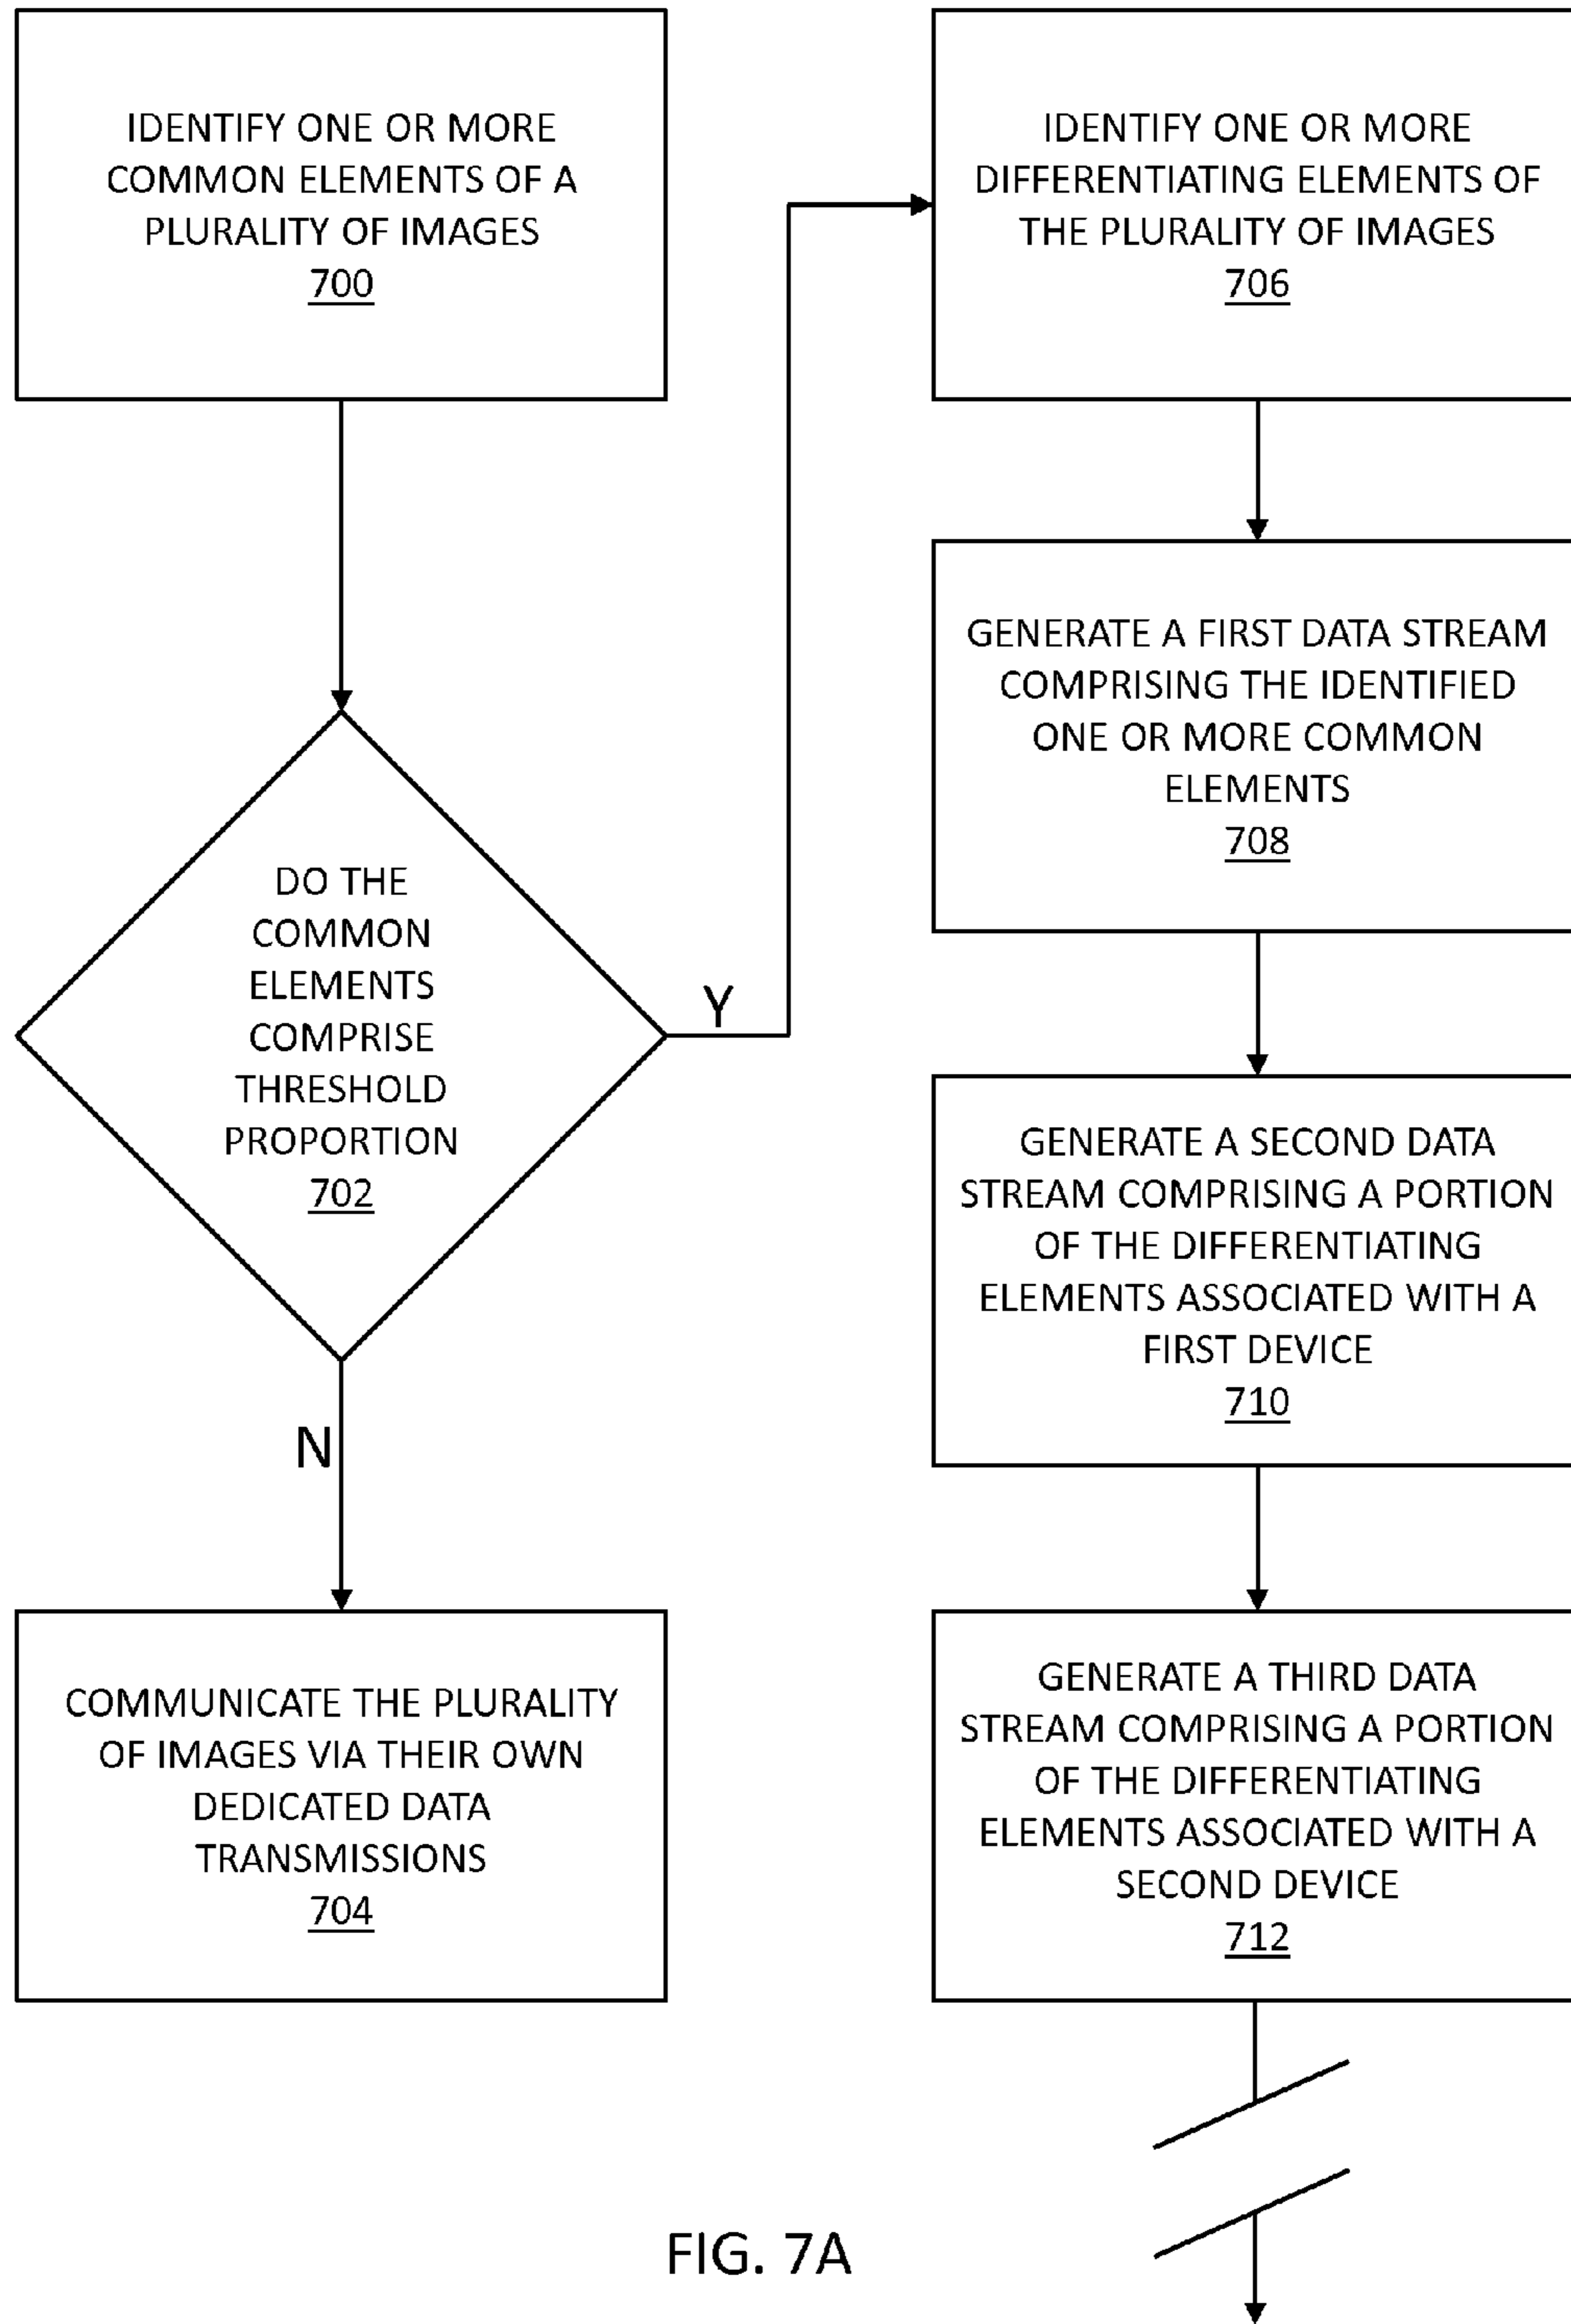 IDENTIFY ONE OR MORE
COMMON ELEMENTS OF A
PLURALITY OF IMAGES
700
DO THE
COMMON
ELEMENTS
COMPRISE
THRESHOLD
PROPORTION
702
Y
N
COMMUNICATE THE PLURALITY
OF IMAGES VIA THEIR OWN
DEDICATED DATA
TRANSMISSIONS
704
IDENTIFY ONE OR MORE
DIFFERENTIATING ELEMENTS OF
THE PLURALITY OF IMAGES
706
GENERATE A FIRST DATA STREAM
COMPRISING THE IDENTIFIED
ONE OR MORE COMMON
ELEMENTS
708
GENERATE A SECOND DATA
STREAM COMPRISING A PORTION
OF THE DIFFERENTIATING
ELEMENTS ASSOCIATED WITH A
FIRST DEVICE
710
GENERATE A THIRD DATA
STREAM COMPRISING A PORTION
OF THE DIFFERENTIATING
ELEMENTS ASSOCIATED WITH A
SECOND DEVICE
712
FIG. 7A